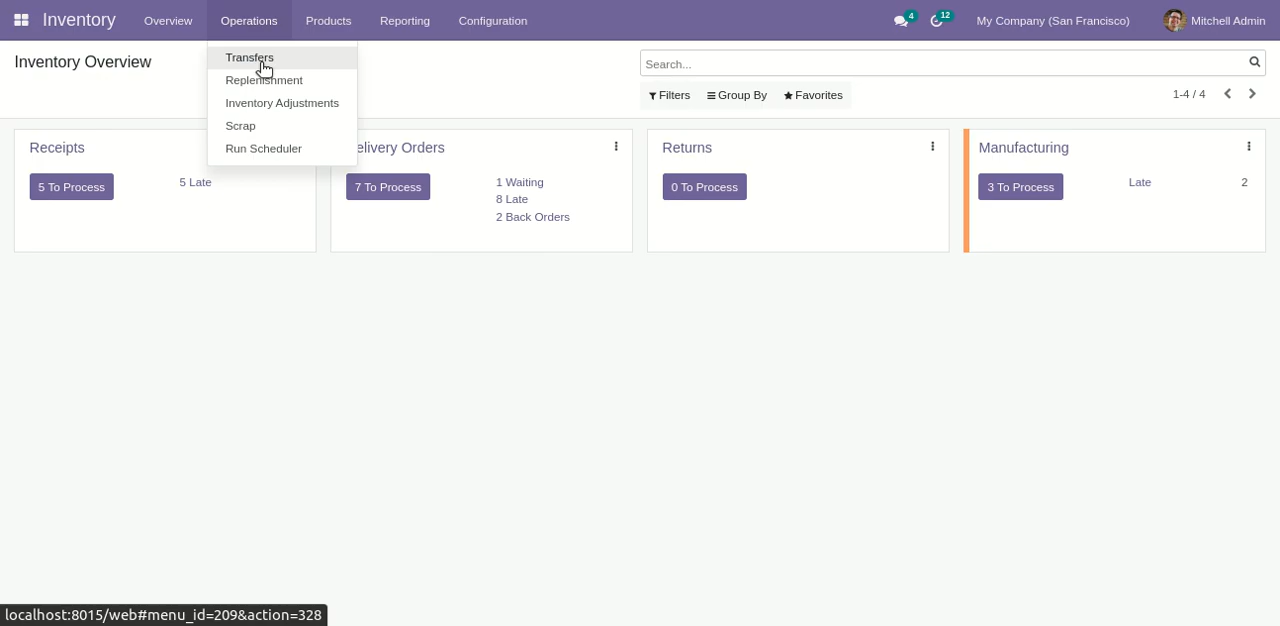 Inventory Overview Operations Products Reporting Configuration 4 12 My Company (San Francisco) Mitchell Admin
Inventory Overview
Transfers
Replenishment
Inventory Adjustments
Scrap
Run Scheduler
Search...
Filters Group By Favorites
1-4 / 4
Receipts
5 To Process
5 Late
elivery Orders
7 To Process
1 Waiting
8 Late
2 Back Orders
Returns
0 To Process
Manufacturing
3 To Process
Late 2
localhost:8015/web#menu_id=209&action=328